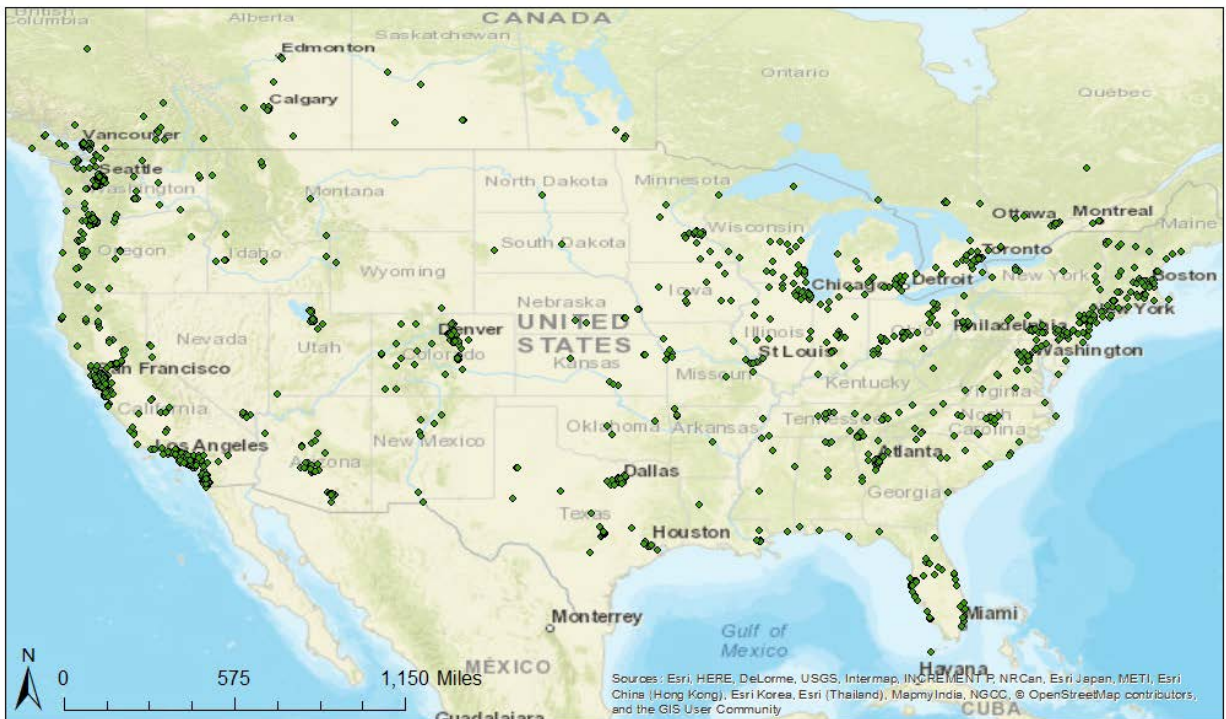 CANADA
British
Columbia
Alberta
Saskatchewan
Edmonton
Ontario
Québec
Calgary
Vancouver
Seattle
Washington
Montana
North Dakota
Minnesota
Ottawa
Montreal
Maine
Oregon
Idaho
South Dakota
Wisconsin
Toronto
New York
Boston
Wyoming
Iowa
Chicago
Detroit
Nebraska
New York
Nevada
Utah
Denver
Colorado
UNITED
STATES
Illinois
Ohio
Philadelphia
San Francisco
Kansas
St Louis
Missouri
Washington
Kentucky
Virginia
California
Los Angeles
New Mexico
Oklahoma
Arkansas
Tennessee
North
Carolina
Arizona
Dallas
Atlanta
Georgia
Texas
Houston
Monterrey
Gulf of
Mexico
Miami
MÉXICO
Havana
CUBA
Guadalajara
N
0 575 1,150 Miles
Sources: Esri, HERE, DeLorme, USGS, Intermap, INCREMENT P, NRCan, Esri Japan, METI, Esri
China (Hong Kong), Esri Korea, Esri (Thailand), MapmyIndia, NGCC, © OpenStreetMap contributors,
and the GIS User Community